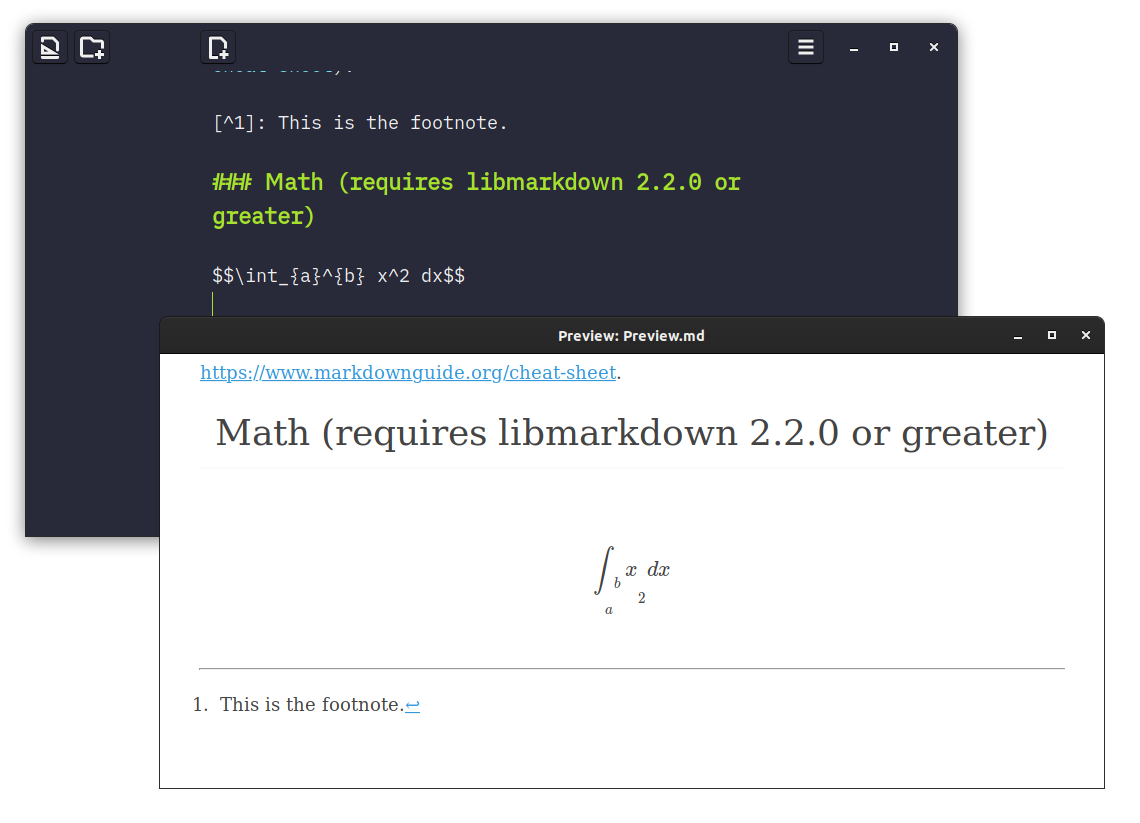 [^1]: This is the footnote.
### Math (requires libmarkdown 2.2.0 or
greater)
$$\int_{a}^{b} x^2 dx$$
Preview: Preview.md
https://www.markdownguide.org/cheat-sheet.
Math (requires libmarkdown 2.2.0 or greater)
∫ b x dx
a 2
1. This is the footnote.↩